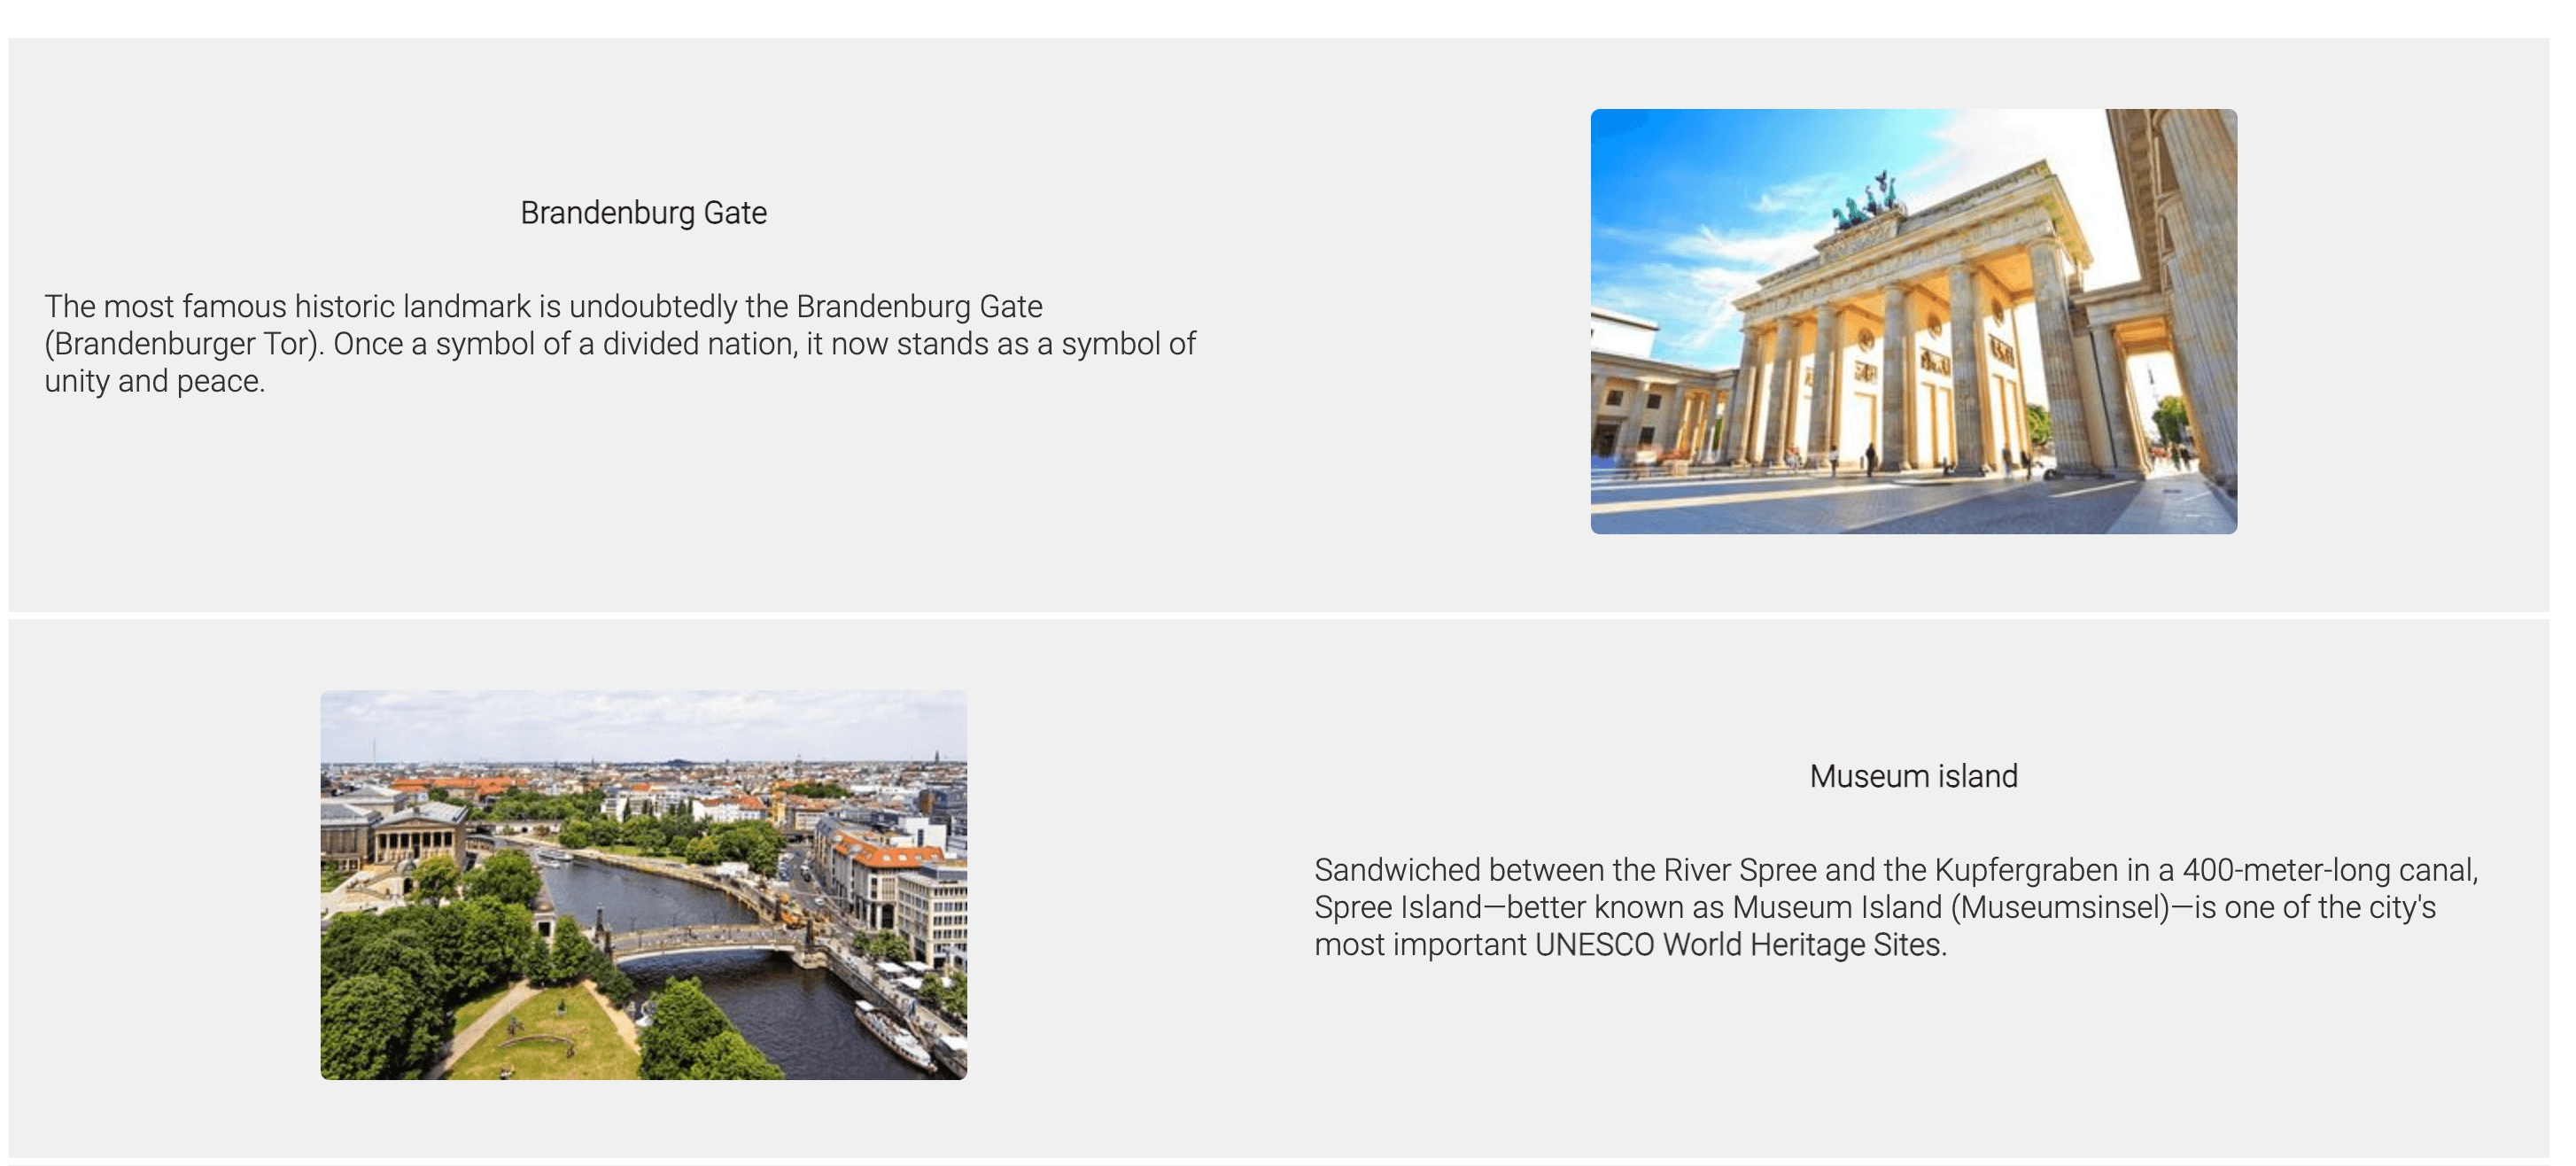 Brandenburg Gate
The most famous historic landmark is undoubtedly the Brandenburg Gate
(Brandenburger Tor). Once a symbol of a divided nation, it now stands as a symbol of
unity and peace.
Museum island
Sandwiched between the River Spree and the Kupfergraben in a 400-meter-long canal,
Spree Island—better known as Museum Island (Museumsinsel)—is one of the city's
most important UNESCO World Heritage Sites.